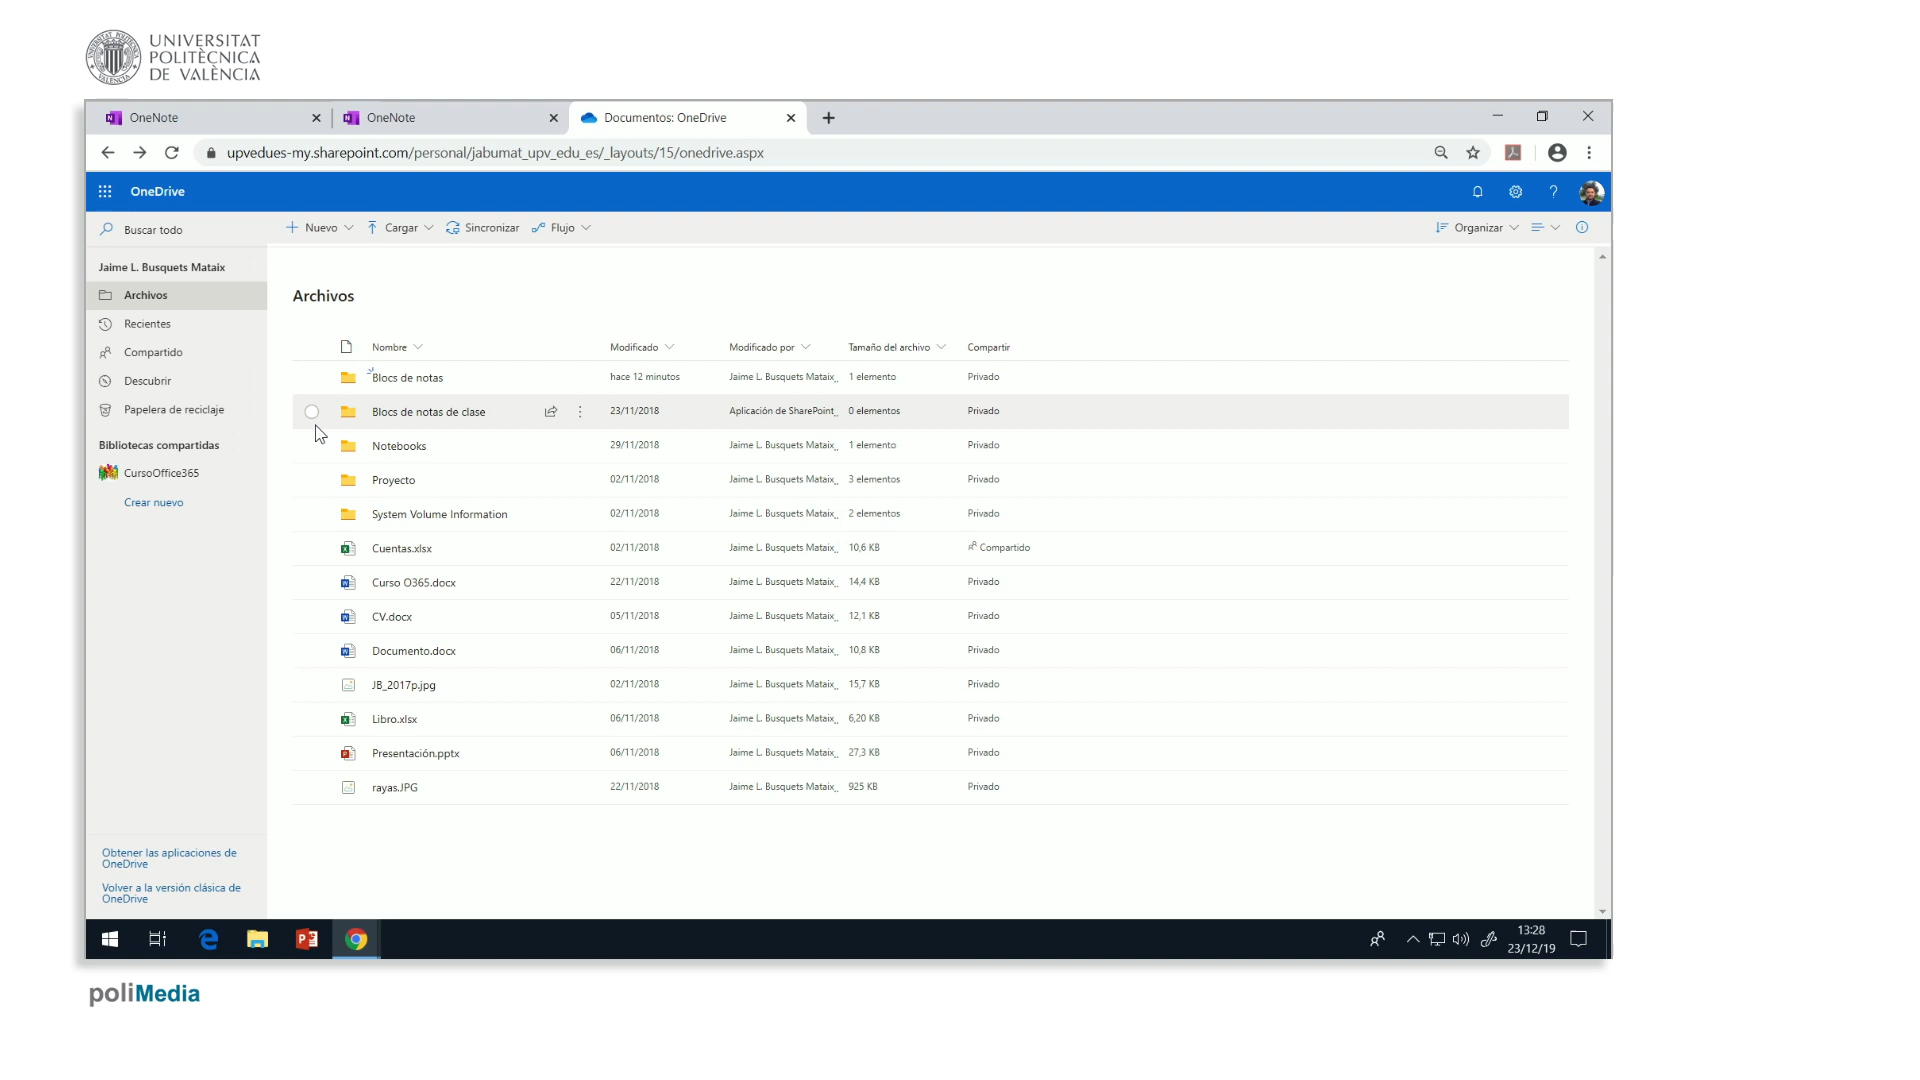 UNIVERSITAT
POLITÈCNICA
DE VALÈNCIA
OneNote
OneNote
Documentos: OneDrive
upvedues-my.sharepoint.com/personal/jabumat_upv_edu_es/_layouts/15/onedrive.aspx
OneDrive
Buscar todo
Nuevo
Cargar
Sincronizar
Flujo
Organizar
Jaime L. Busquets Mataix
Archivos
Recientes
Compartido
Descubrir
Papelera de reciclaje
Bibliotecas compartidas
CursoOffice365
Crear nuevo
Obtener las aplicaciones de
OneDrive
Volver a la versión clásica de
OneDrive
Archivos
Nombre Modificado Modificado por Tamaño del archivo Compartir
Blocs de notas hace 12 minutos Jaime L. Busquets Mataix 1 elemento Privado
Blocs de notas de clase 23/11/2018 Aplicación de SharePoint 0 elementos Privado
Notebooks 29/11/2018 Jaime L. Busquets Mataix 1 elemento Privado
Proyecto 02/11/2018 Jaime L. Busquets Mataix 3 elementos Privado
System Volume Information 02/11/2018 Jaime L. Busquets Mataix 2 elementos Privado
Cuentas.xlsx 02/11/2018 Jaime L. Busquets Mataix 10,6 KB Compartido
Curso O365.docx 22/11/2018 Jaime L. Busquets Mataix 14,4 KB Privado
CV.docx 05/11/2018 Jaime L. Busquets Mataix 12,1 KB Privado
Documento.docx 06/11/2018 Jaime L. Busquets Mataix 10,8 KB Privado
JB_2017p.jpg 02/11/2018 Jaime L. Busquets Mataix 15,7 KB Privado
Libro.xlsx 06/11/2018 Jaime L. Busquets Mataix 6,20 KB Privado
Presentación.pptx 06/11/2018 Jaime L. Busquets Mataix 27,3 KB Privado
rayas.JPG 22/11/2018 Jaime L. Busquets Mataix 925 KB Privado
13:28
23/12/19
poliMedia